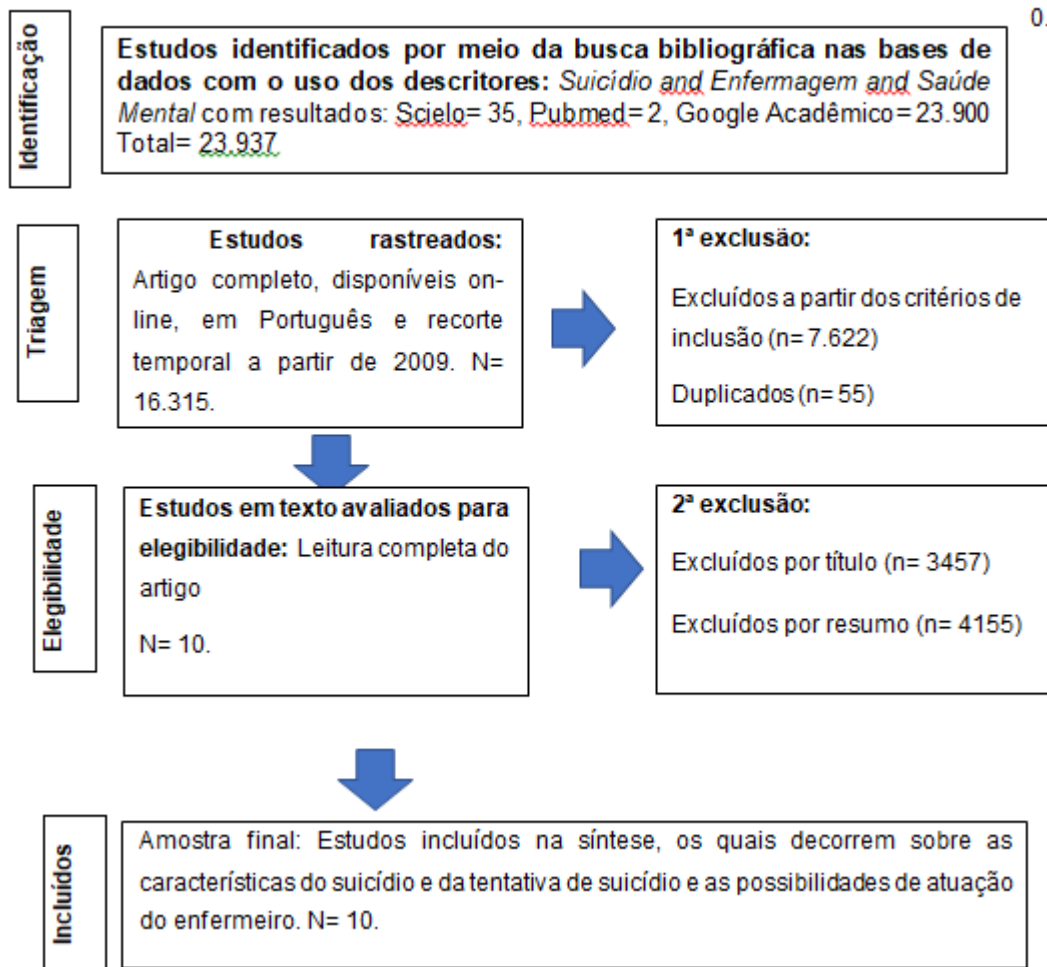 0.
Identificação
Estudos identificados por meio da busca bibliográfica nas bases de
dados com o uso dos descritores: Suicídio and Enfermagem and Saúde
Mental com resultados: Scielo= 35, Pubmed= 2, Google Acadêmico= 23.900
Total= 23.937
Triagem
Estudos rastreados:
Artigo completo, disponíveis on-
line, em Português e recorte
temporal a partir de 2009. N=
16.315.
1ª exclusão:
Excluídos a partir dos critérios de
inclusão (n= 7.622)
Duplicados (n= 55)
Elegibilidade
Estudos em texto avaliados para
elegibilidade: Leitura completa do
artigo
N= 10.
2ª exclusão:
Excluídos por título (n= 3457)
Excluídos por resumo (n= 4155)
Incluídos
Amostra final: Estudos incluídos na síntese, os quais decorrem sobre as
características do suicídio e da tentativa de suicídio e as possibilidades de atuação
do enfermeiro. N= 10.